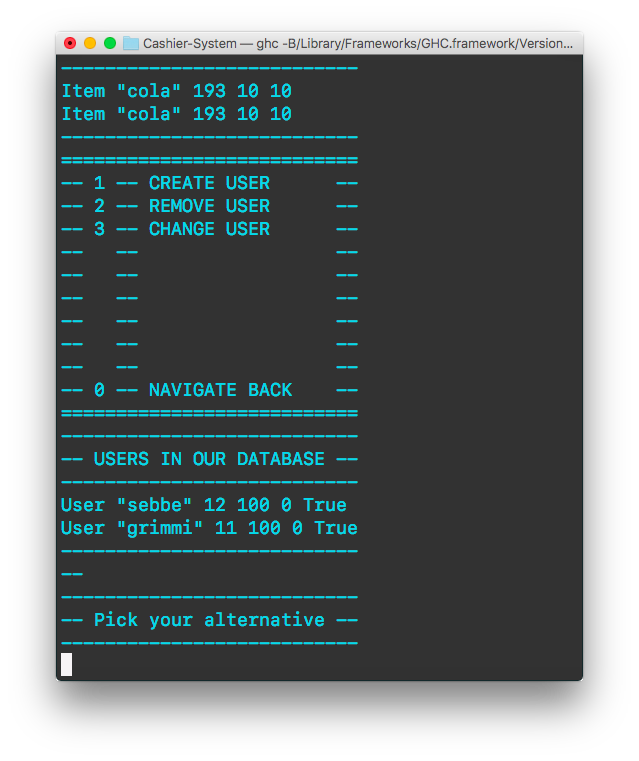 Cashier-System — ghc -B/Library/Frameworks/GHC.framework/Version...
---------------------------
Item "cola" 193 10 10
Item "cola" 193 10 10
---------------------------
===========================
-- 1 -- CREATE USER      --
-- 2 -- REMOVE USER      --
-- 3 -- CHANGE USER      --
--   --                  --
--   --                  --
--   --                  --
--   --                  --
--   --                  --
--   --                  --
-- 0 -- NAVIGATE BACK    --
===========================
---------------------------
-- USERS IN OUR DATABASE --
---------------------------
User "sebbe" 12 100 0 True
User "grimmi" 11 100 0 True
---------------------------
--
---------------------------
-- Pick your alternative --
---------------------------